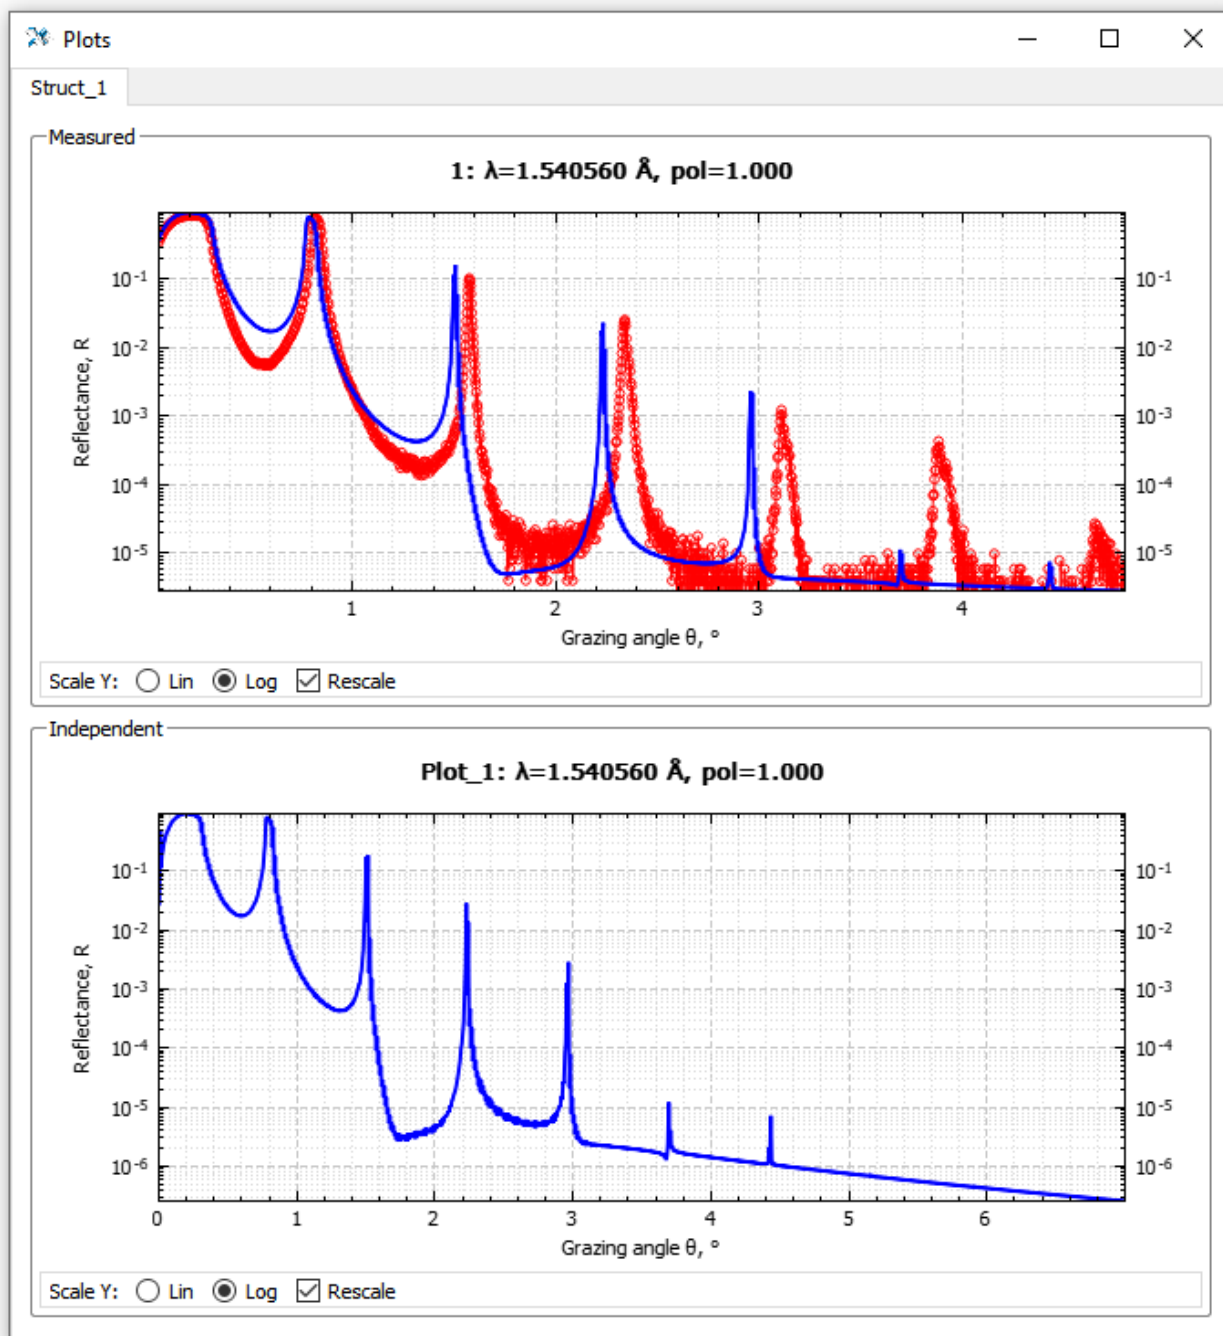 Plots
Struct_1
Measured
1: λ=1.540560 Å, pol=1.000
Reflectance, R
10⁻¹
10⁻²
10⁻³
10⁻⁴
10⁻⁵
10⁻¹
10⁻²
10⁻³
10⁻⁴
10⁻⁵
1 2 3 4
Grazing angle θ, °
Scale Y: Lin Log Rescale
Independent
Plot_1: λ=1.540560 Å, pol=1.000
Reflectance, R
10⁻¹
10⁻²
10⁻³
10⁻⁴
10⁻⁵
10⁻⁶
10⁻¹
10⁻²
10⁻³
10⁻⁴
10⁻⁵
10⁻⁶
0 1 2 3 4 5 6
Grazing angle θ, °
Scale Y: Lin Log Rescale